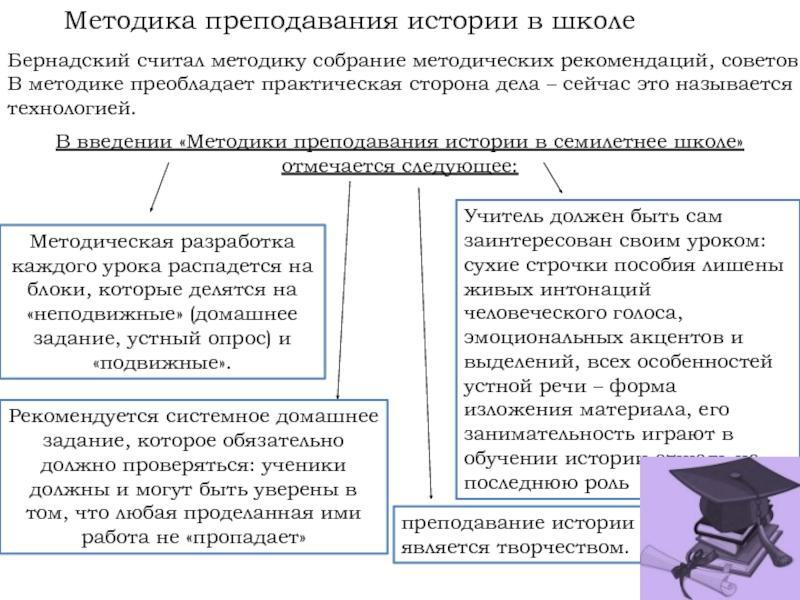 Методика преподавания истории в школе
Бернадский считал методику собрание методических рекомендаций, советов
В методике преобладает практическая сторона дела – сейчас это называется
технологией.
В введении «Методики преподавания истории в семилетнее школе»
отмечается следующее:
Методическая разработка
каждого урока распадется на
блоки, которые делятся на
«неподвижные» (домашнее
задание, устный опрос) и
«подвижные».
Рекомендуется системное домашнее
задание, которое обязательно
должно проверяться: ученики
должны и могут быть уверены в
том, что любая проделанная ими
работа не «пропадает»
преподавание истории
является творчеством.
Учитель должен быть сам
заинтересован своим уроком:
сухие строчки пособия лишены
живых интонаций
человеческого голоса,
эмоциональных акцентов и
выделений, всех особенностей
устной речи – форма
изложения материала, его
занимательность играют в
обучении истории
последнюю роль